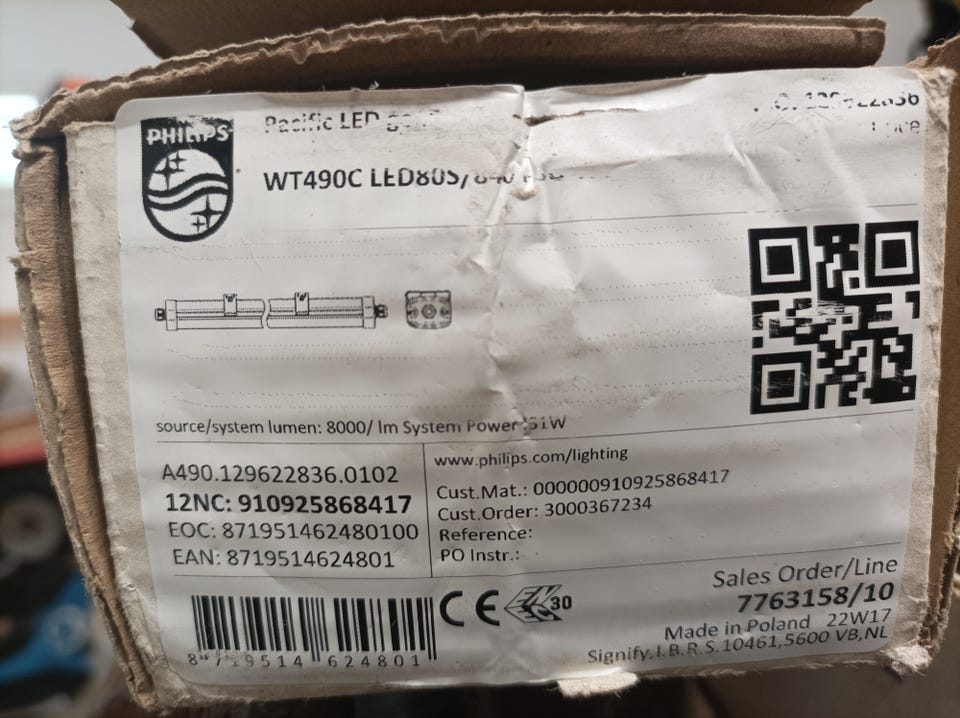 PHILIPS
Pacific LED
WT490C LED80S/840
source/system lumen: 8000/ lm System Power :51W
A490.129622836.0102
12NC: 910925868417
EOC: 871951462480100
EAN: 8719514624801
www.philips.com/lighting
Cust.Mat.: 000000910925868417
Cust.Order: 3000367234
Reference:
PO Instr.:
8 719514 624801
CE
30
Sales Order/Line
7763158/10
Made in Poland 22W17
Signify,I.B.R.S.10461,5600 VB,NL